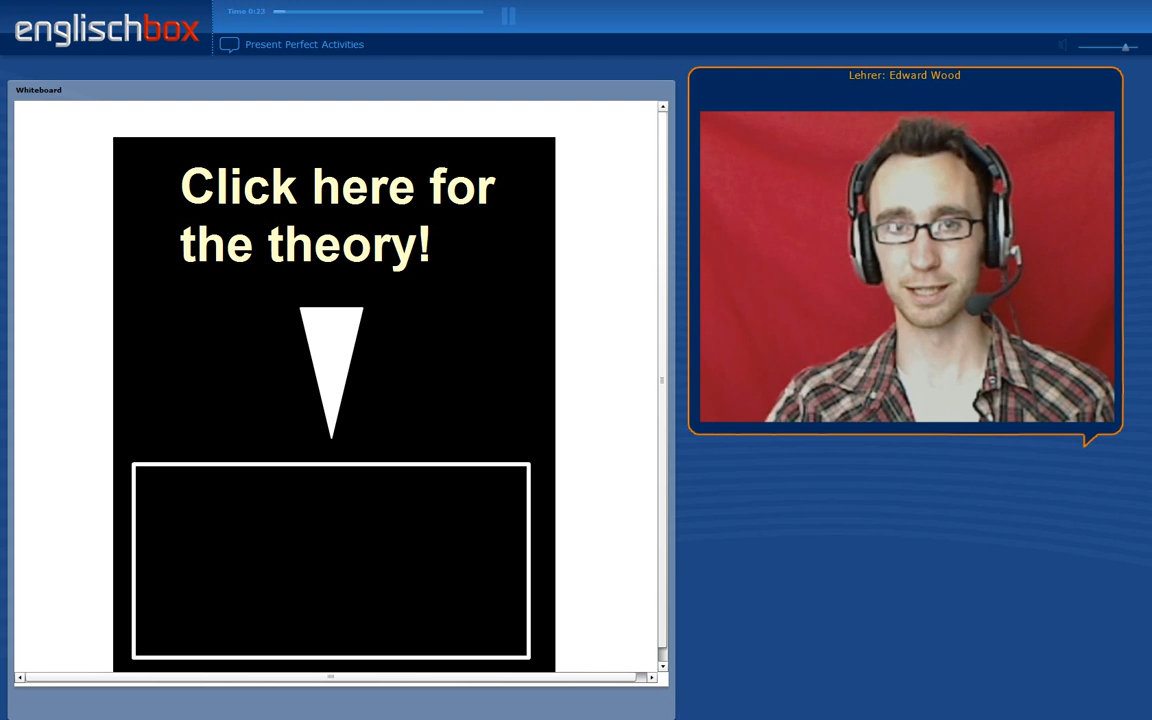 englischbox
Time 0:23
Present Perfect Activities
Lehrer: Edward Wood
Whiteboard
Click here for
the theory!